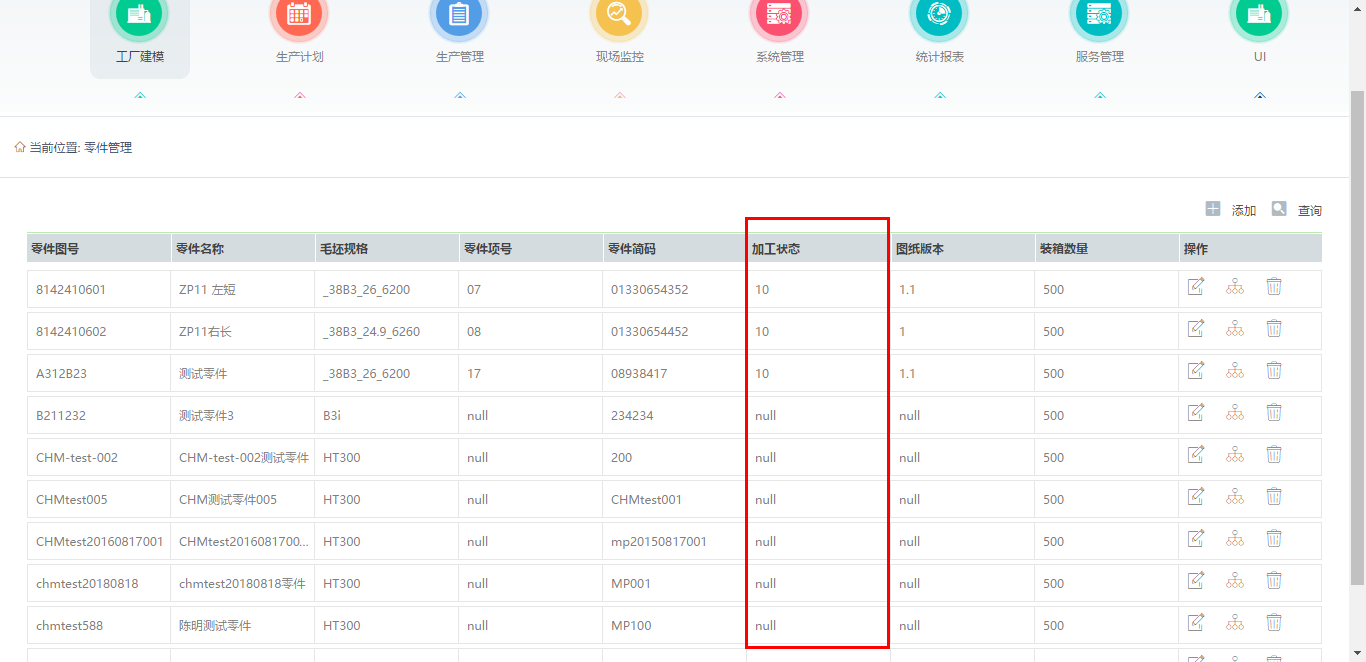 工厂建模 生产计划 生产管理 现场监控 系统管理 统计报表 服务管理 UI
当前位置: 零件管理
添加 查询
零件图号 零件名称 毛坯规格 零件项号 零件简码 加工状态 图纸版本 装箱数量 操作
8142410601 ZP11 左短 _38B3_26_6200 07 01330654352 10 1.1 500
8142410602 ZP11右长 _38B3_24.9_6260 08 01330654452 10 1 500
A312B23 测试零件 _38B3_26_6200 17 08938417 10 1.1 500
B211232 测试零件3 B3i null 234234 null null 500
CHM-test-002 CHM-test-002测试零件 HT300 null 200 null null 500
CHMtest005 CHM测试零件005 HT300 null CHMtest001 null null 500
CHMtest20160817001 CHMtest2016081700... HT300 null mp20150817001 null null 500
chmtest20180818 chmtest20180818零件 HT300 null MP001 null null 500
chmtest588 陈明测试零件 HT300 null MP100 null null 500